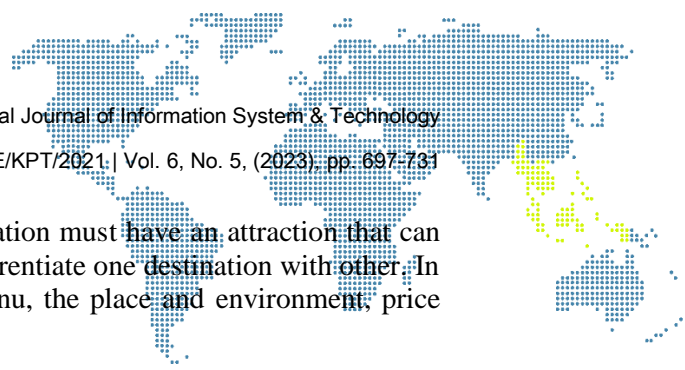 al Journal of Information System & Technology
E/KPT/2021 | Vol. 6, No. 5, (2023), pp. 697-731
ation must have an attraction that can
rentiate one destination with other. In
nu, the place and environment, price